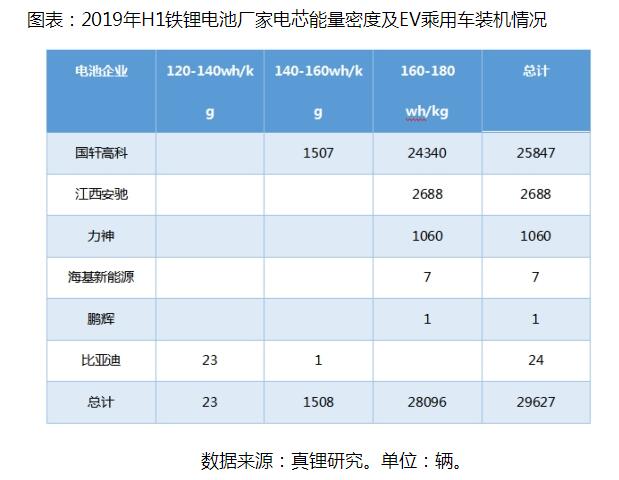 图表：2019年H1铁锂电池厂家电芯能量密度及EV乘用车装机情况
电池企业 120-140wh/kg 140-160wh/kg 160-180 wh/kg 总计
国轩高科 1507 24340 25847
江西安驰 2688 2688
力神 1060 1060
海基新能源 7 7
鹏辉 1 1
比亚迪 23 1 24
总计 23 1508 28096 29627
数据来源：真锂研究。单位：辆。